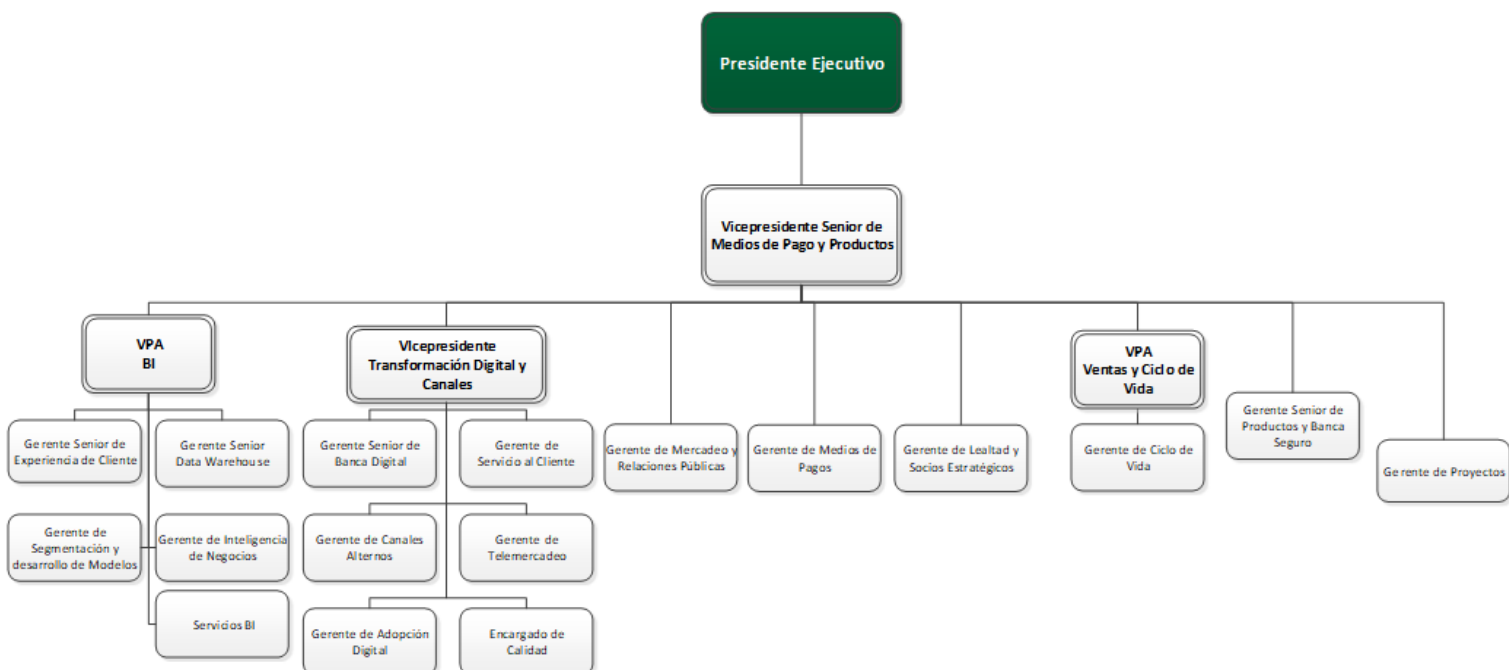 Presidente Ejecutivo
Vicepresidente Senior de
Medios de Pago y Productos
VPA
BI
VIcepresidente
Transformación Digital y
Canales
VPA
Ventas y Ciclo de
Vida
Gerente Senior de
Experiencia de Cliente
Gerente Senior
Data Warehouse
Gerente Senior de
Banca Digital
Gerente de
Servicio al Cliente
Gerente de Mercadeo y
Relaciones Públicas
Gerente de Medios de
Pagos
Gerente de Lealtad y
Socios Estratégicos
Gerente de Ciclo de
Vida
Gerente Senior de
Productos y Banca
Seguro
Gerente de Proyectos
Gerente de
Segmentación y
desarrollo de Modelos
Gerente de Inteligencia
de Negocios
Gerente de Canales
Alternos
Gerente de
Telemercadeo
Servicios BI
Gerente de Adopción
Digital
Encargado de
Calidad